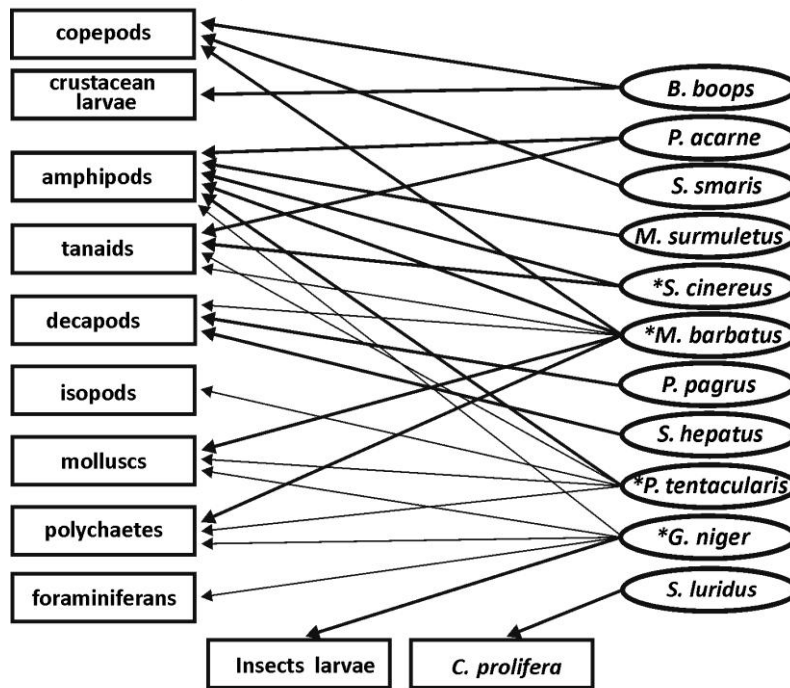 copepods
crustacean
larvae
amphipods
tanaids
decapods
isopods
molluscs
polychaetes
foraminiferans
B. boops
P. acarne
S. smaris
M. surmuletus
*S. cinereus
*M. barbatus
P. pagrus
S. hepatus
*P. tentacularis
*G. niger
S. luridus
Insects larvae
C. prolifera